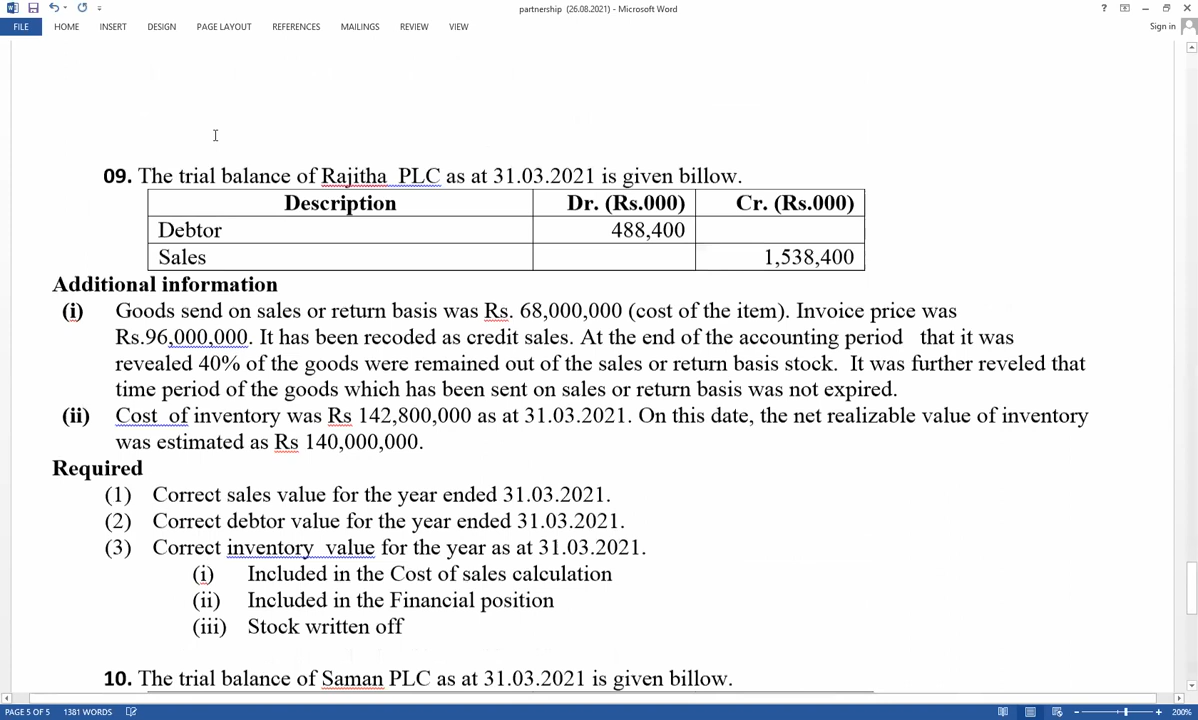 partnership (26.08.2021) - Microsoft Word
Sign in
FILE HOME INSERT DESIGN PAGE LAYOUT REFERENCES MAILINGS REVIEW VIEW
09. The trial balance of Rajitha PLC as at 31.03.2021 is given billow.
Description Dr. (Rs.000) Cr. (Rs.000)
Debtor 488,400
Sales 1,538,400
Additional information
(i) Goods send on sales or return basis was Rs. 68,000,000 (cost of the item). Invoice price was
Rs.96,000,000. It has been recoded as credit sales. At the end of the accounting period that it was
revealed 40% of the goods were remained out of the sales or return basis stock. It was further reveled that
time period of the goods which has been sent on sales or return basis was not expired.
(ii) Cost of inventory was Rs 142,800,000 as at 31.03.2021. On this date, the net realizable value of inventory
was estimated as Rs 140,000,000.
Required
(1) Correct sales value for the year ended 31.03.2021.
(2) Correct debtor value for the year ended 31.03.2021.
(3) Correct inventory value for the year as at 31.03.2021.
(i) Included in the Cost of sales calculation
(ii) Included in the Financial position
(iii) Stock written off
10. The trial balance of Saman PLC as at 31.03.2021 is given billow.
PAGE 5 OF 5 1381 WORDS 200%